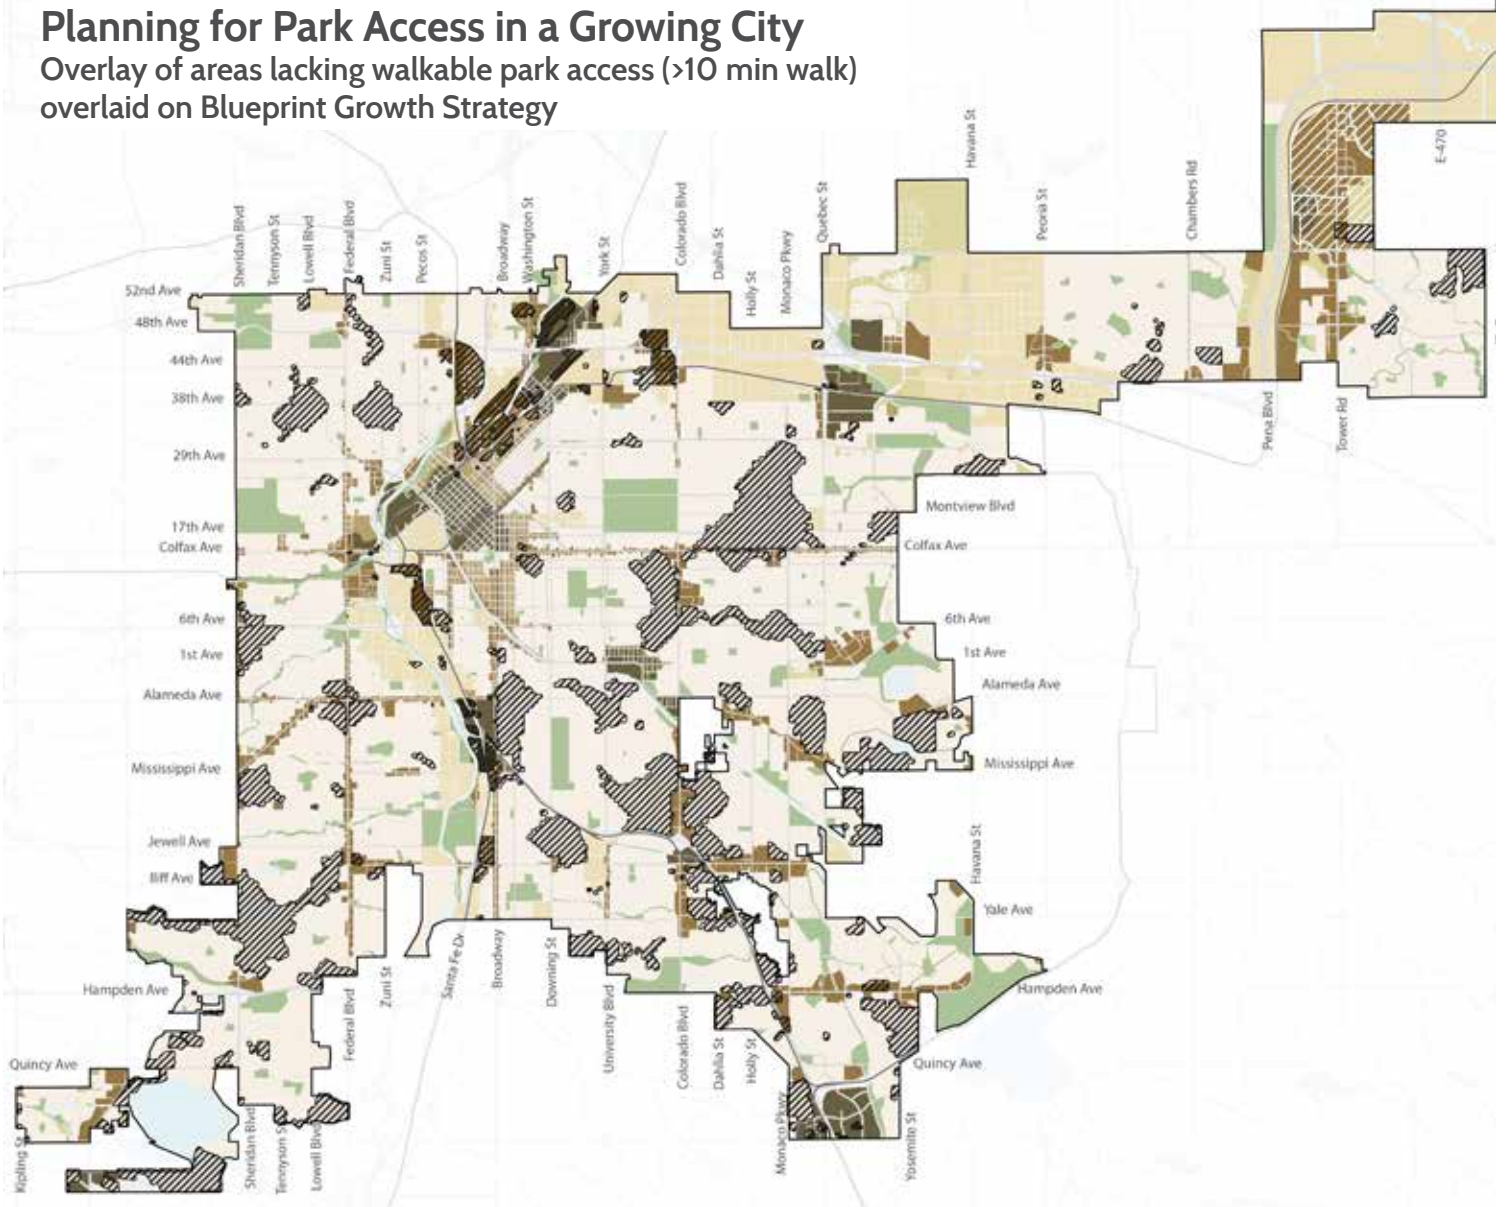 Planning for Park Access in a Growing City
Overlay of areas lacking walkable park access (>10 min walk)
overlaid on Blueprint Growth Strategy
Sheridan Blvd
Tennyson St
Lowell Blvd
Federal Blvd
Zuni St
Pecos St
Broadway
Washington St
York St
Colorado Blvd
Dahlia St
Holly St
Monaco Pkwy
Quebec St
Havana St
Peoria St
Chambers Rd
E-470
52nd Ave
48th Ave
44th Ave
38th Ave
29th Ave
17th Ave
Colfax Ave
6th Ave
1st Ave
Alameda Ave
Mississippi Ave
Jewell Ave
Iliff Ave
Hampden Ave
Quincy Ave
Pena Blvd
Tower Rd
Montview Blvd
Colfax Ave
6th Ave
1st Ave
Alameda Ave
Mississippi Ave
Havana St
Yale Ave
Hampden Ave
Quincy Ave
Kipling St
Sheridan Blvd
Tennyson St
Lowell Blvd
Federal Blvd
Zuni St
Santa Fe Dr
Broadway
Downing St
University Blvd
Colorado Blvd
Dahlia St
Holly St
Monaco Pkwy
Yosemite St